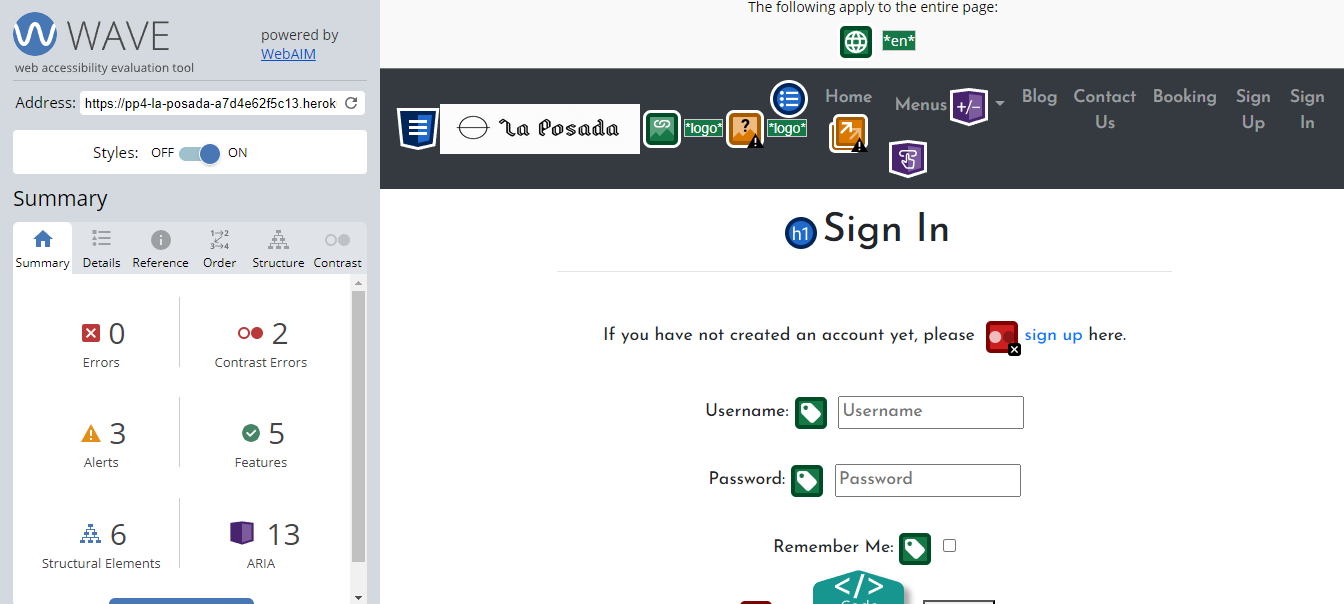 WAVE
web accessibility evaluation tool
powered by
WebAIM
Address: https://pp4-la-posada-a7d4e62f5c13.herok
Styles: OFF ON
Summary
Summary Details Reference Order Structure Contrast
0 2
Errors Contrast Errors
3 5
Alerts Features
6 13
Structural Elements ARIA
The following apply to the entire page:
*en*
La Posada *logo* *logo* Home Menus +/- Blog Contact Us Booking Sign Up Sign In
h1 Sign In
If you have not created an account yet, please sign up here.
Username: Username
Password: Password
Remember Me:
</>